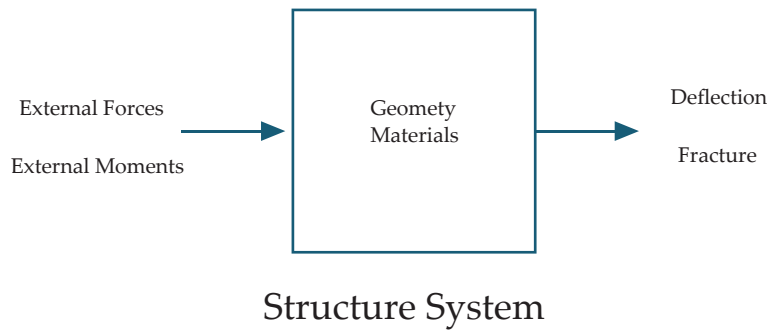 External Forces
External Moments
Geomety
Materials
Deflection
Fracture
Structure System